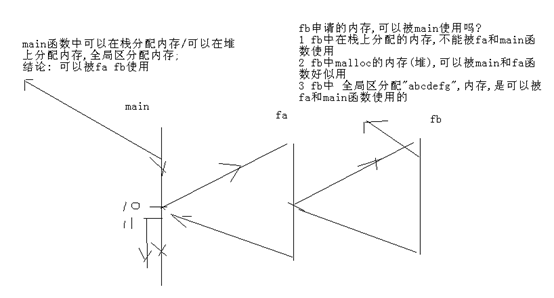 main函数中可以在栈分配内存/可以在堆
上分配内存,全局区分配内存;
结论: 可以被fa fb使用
fb申请的内存,可以被main使用吗?
1 fb中在栈上分配的内存,不能被fa和main函
数使用
2 fb中malloc的内存(堆),可以被main和fa函
数好似用
3 fb中 全局区分配"abcdefg",内存,是可以被
fa和main函数使用的
main
fa
fb
10
11